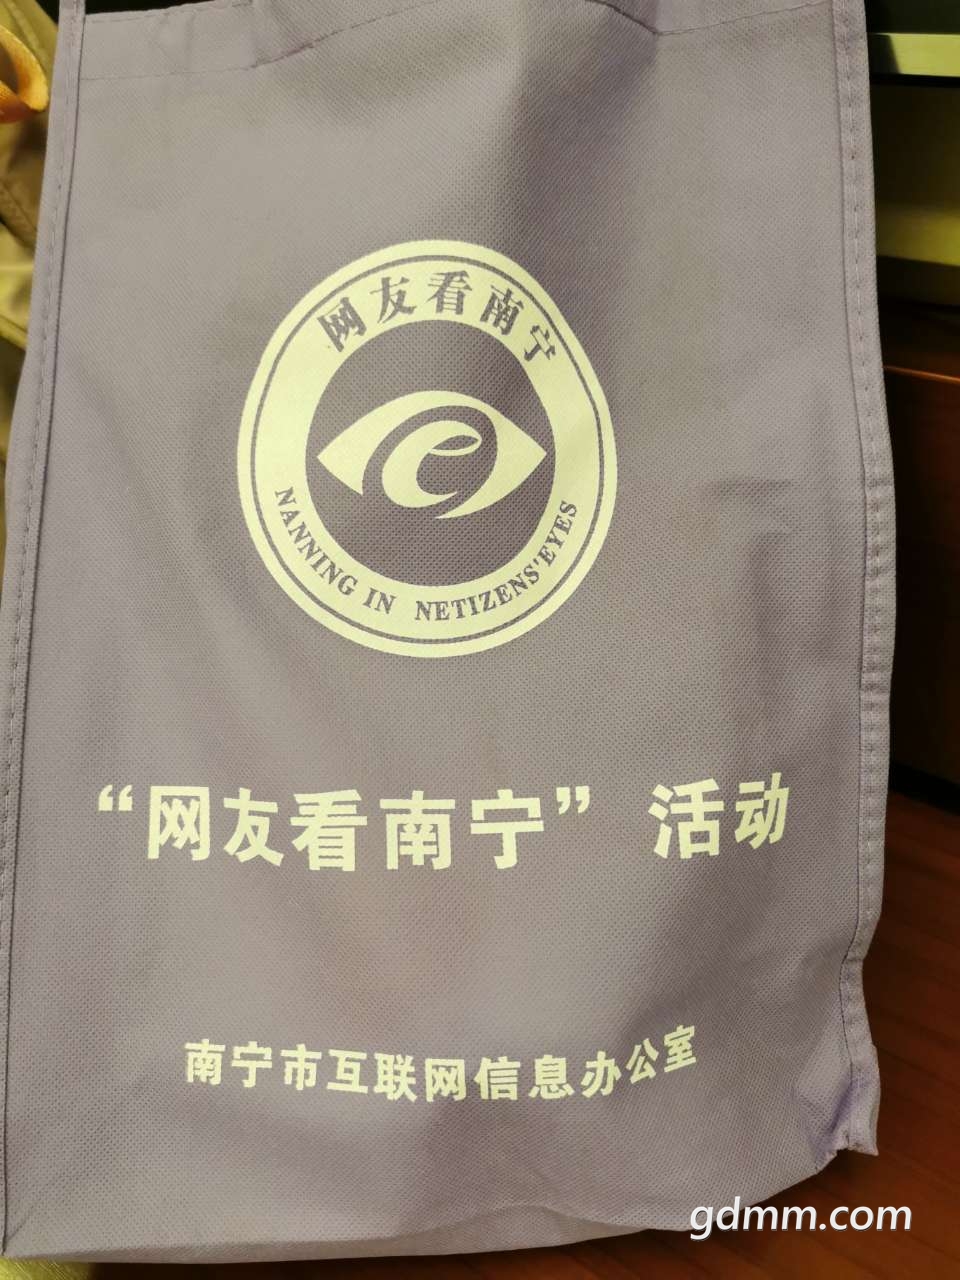 网友看南宁
NANNING IN NETIZENS'EYES
“网友看南宁”活动
南宁市互联网信息办公室
gdmm.com